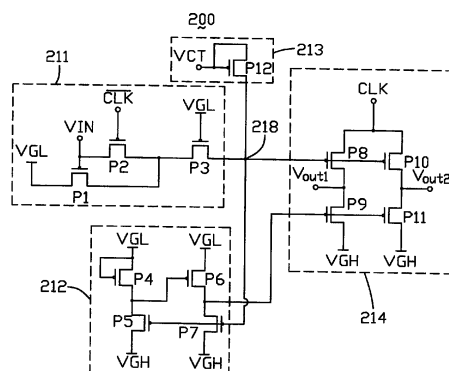 200
VCT
P12
213
211
CLK
VGL
VIN
VGL
P2
P3
P1
218
CLK
P8
P10
Vout1
Vout2
P9
P11
VGH
VGH
214
VGL
VGL
P4
P6
212
P5
P7
VGH
VGH